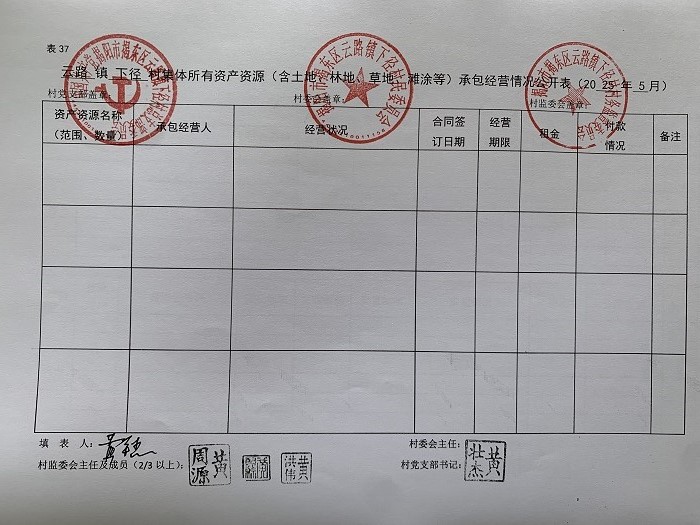 表 37
云路 镇 下径 村集体所有资产资源（含土地、林地、草地、滩涂等）承包经营情况公开表（2025 年 5 月）
村党支部盖章： 村委会盖章： 村监委会盖章：
资产资源名称（范围、数量） 承包经营人 经营状况 合同签订日期 经营期限 租金 付款情况 备注
填 表 人：黄
村委会主任：
村监委会主任及成员（2/3 以上）： 黄周源 黄洪伟
村党支部书记： 黄壮杰